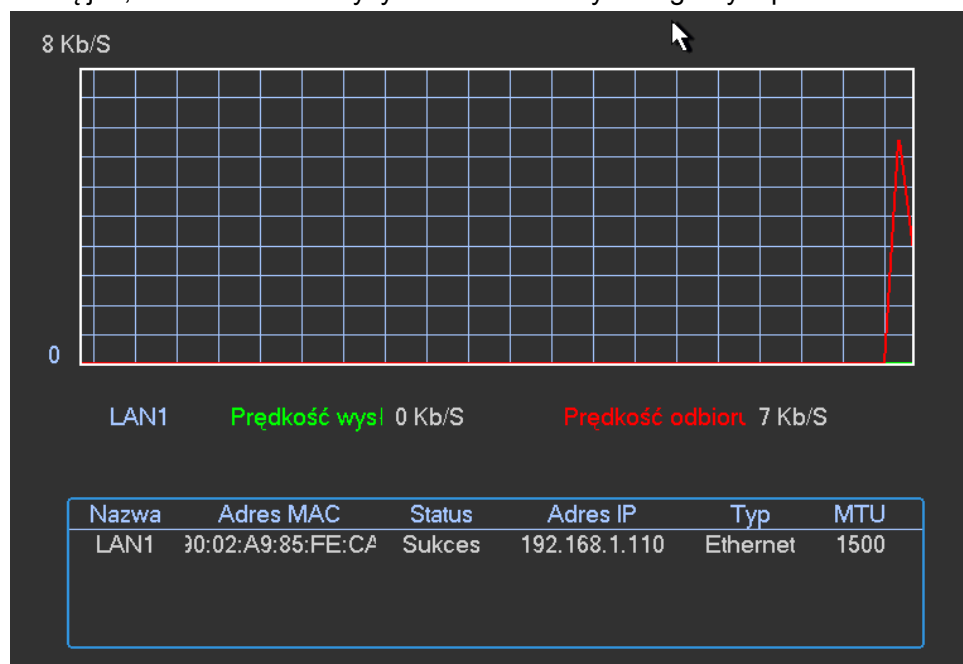 8 Kb/S
0
LAN1 Prędkość wysł 0 Kb/S Prędkość odbioru 7 Kb/S
Nazwa Adres MAC Status Adres IP Typ MTU
LAN1 90:02:A9:85:FE:CA Sukces 192.168.1.110 Ethernet 1500